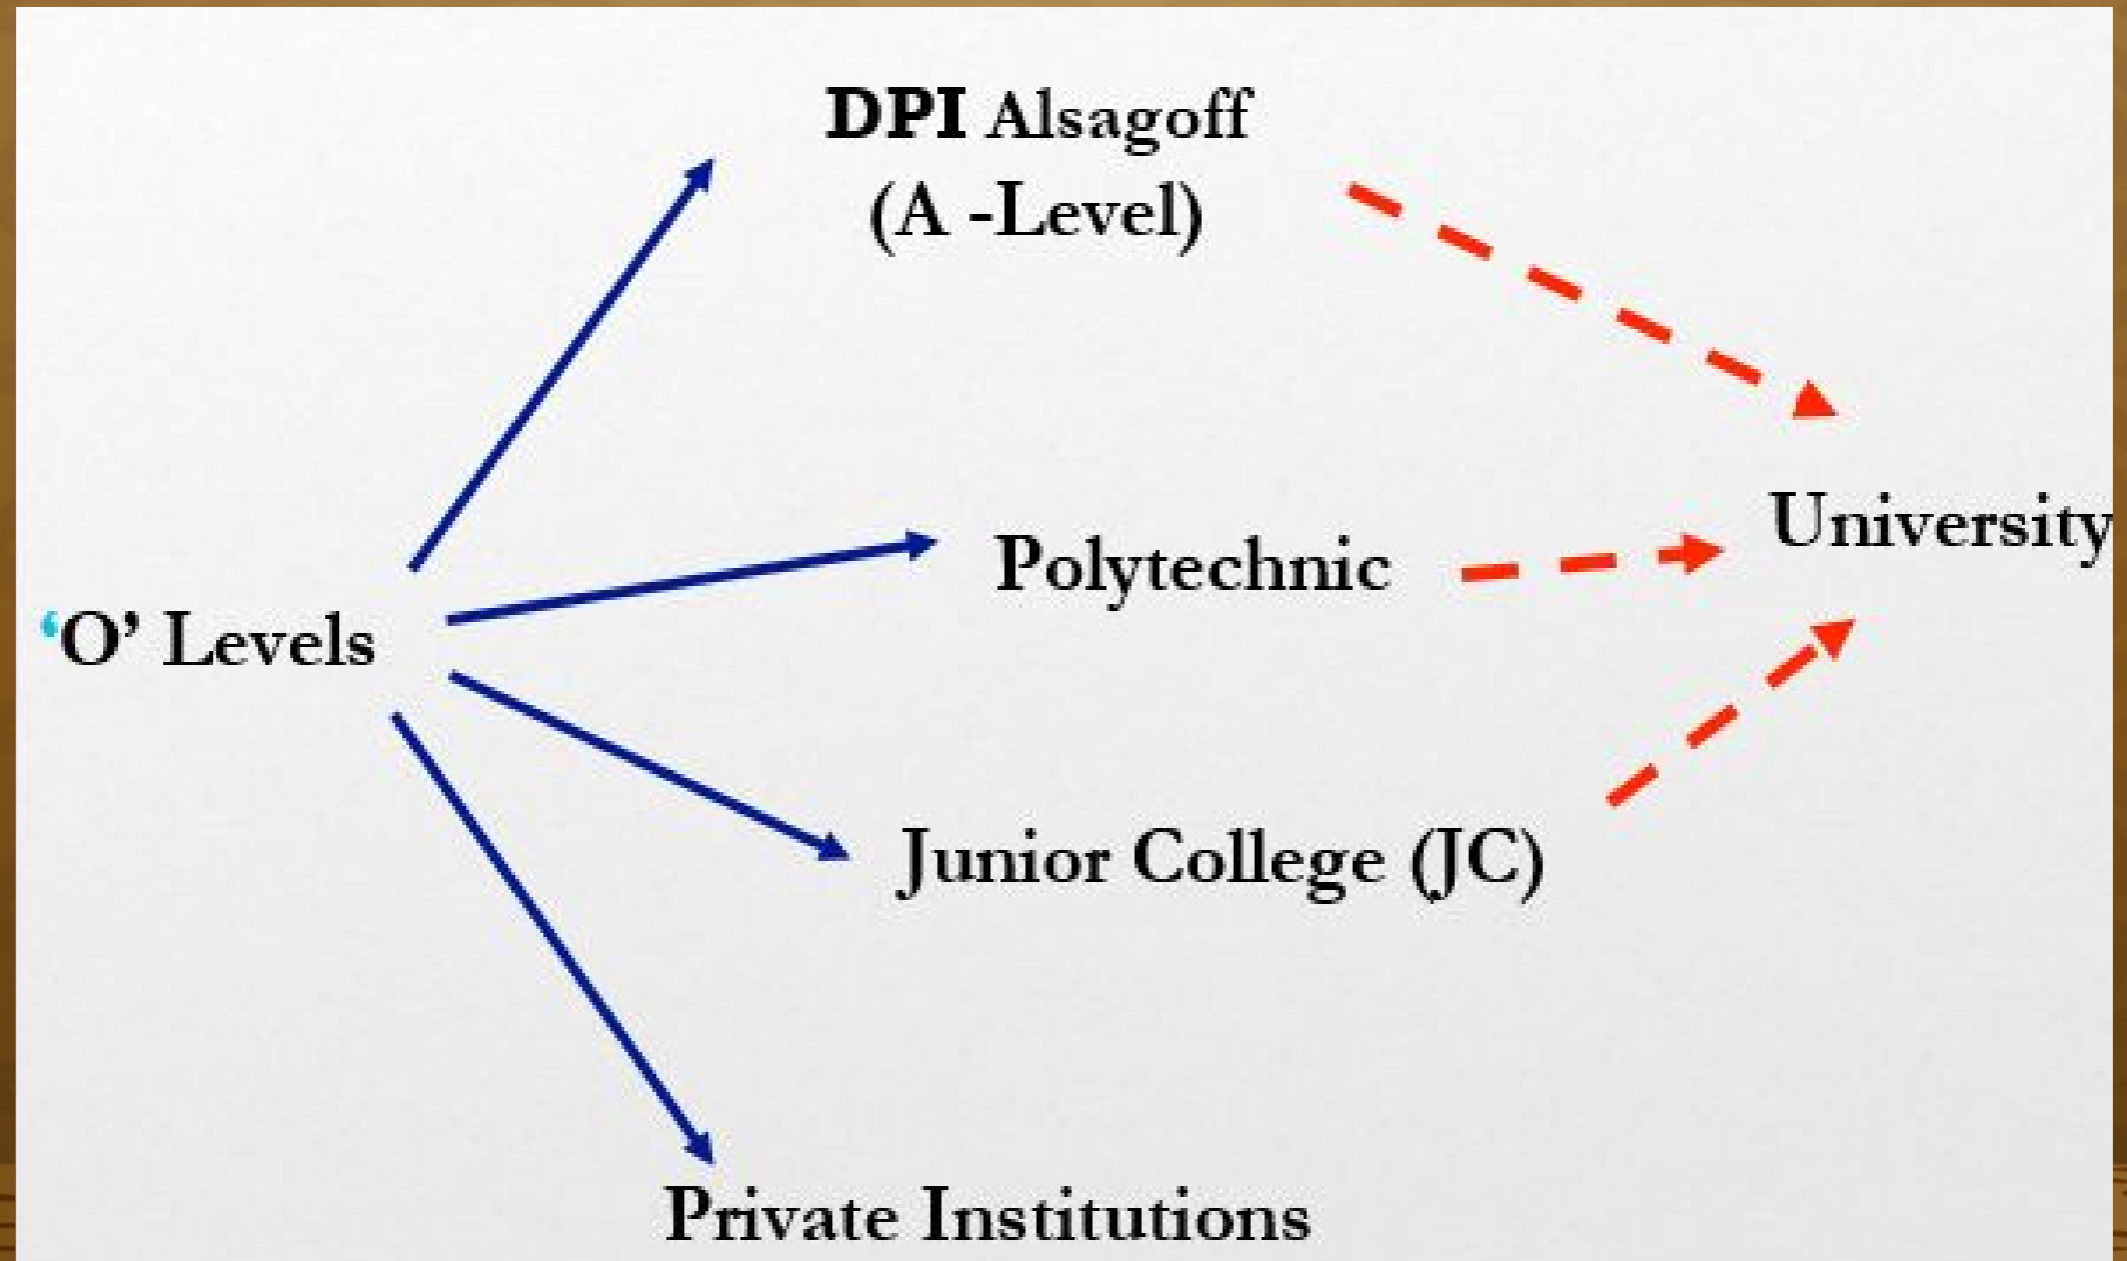 DPI Alsagoff
(A -Level)
Polytechnic
University
‘O’ Levels
Junior College (JC)
Private Institutions